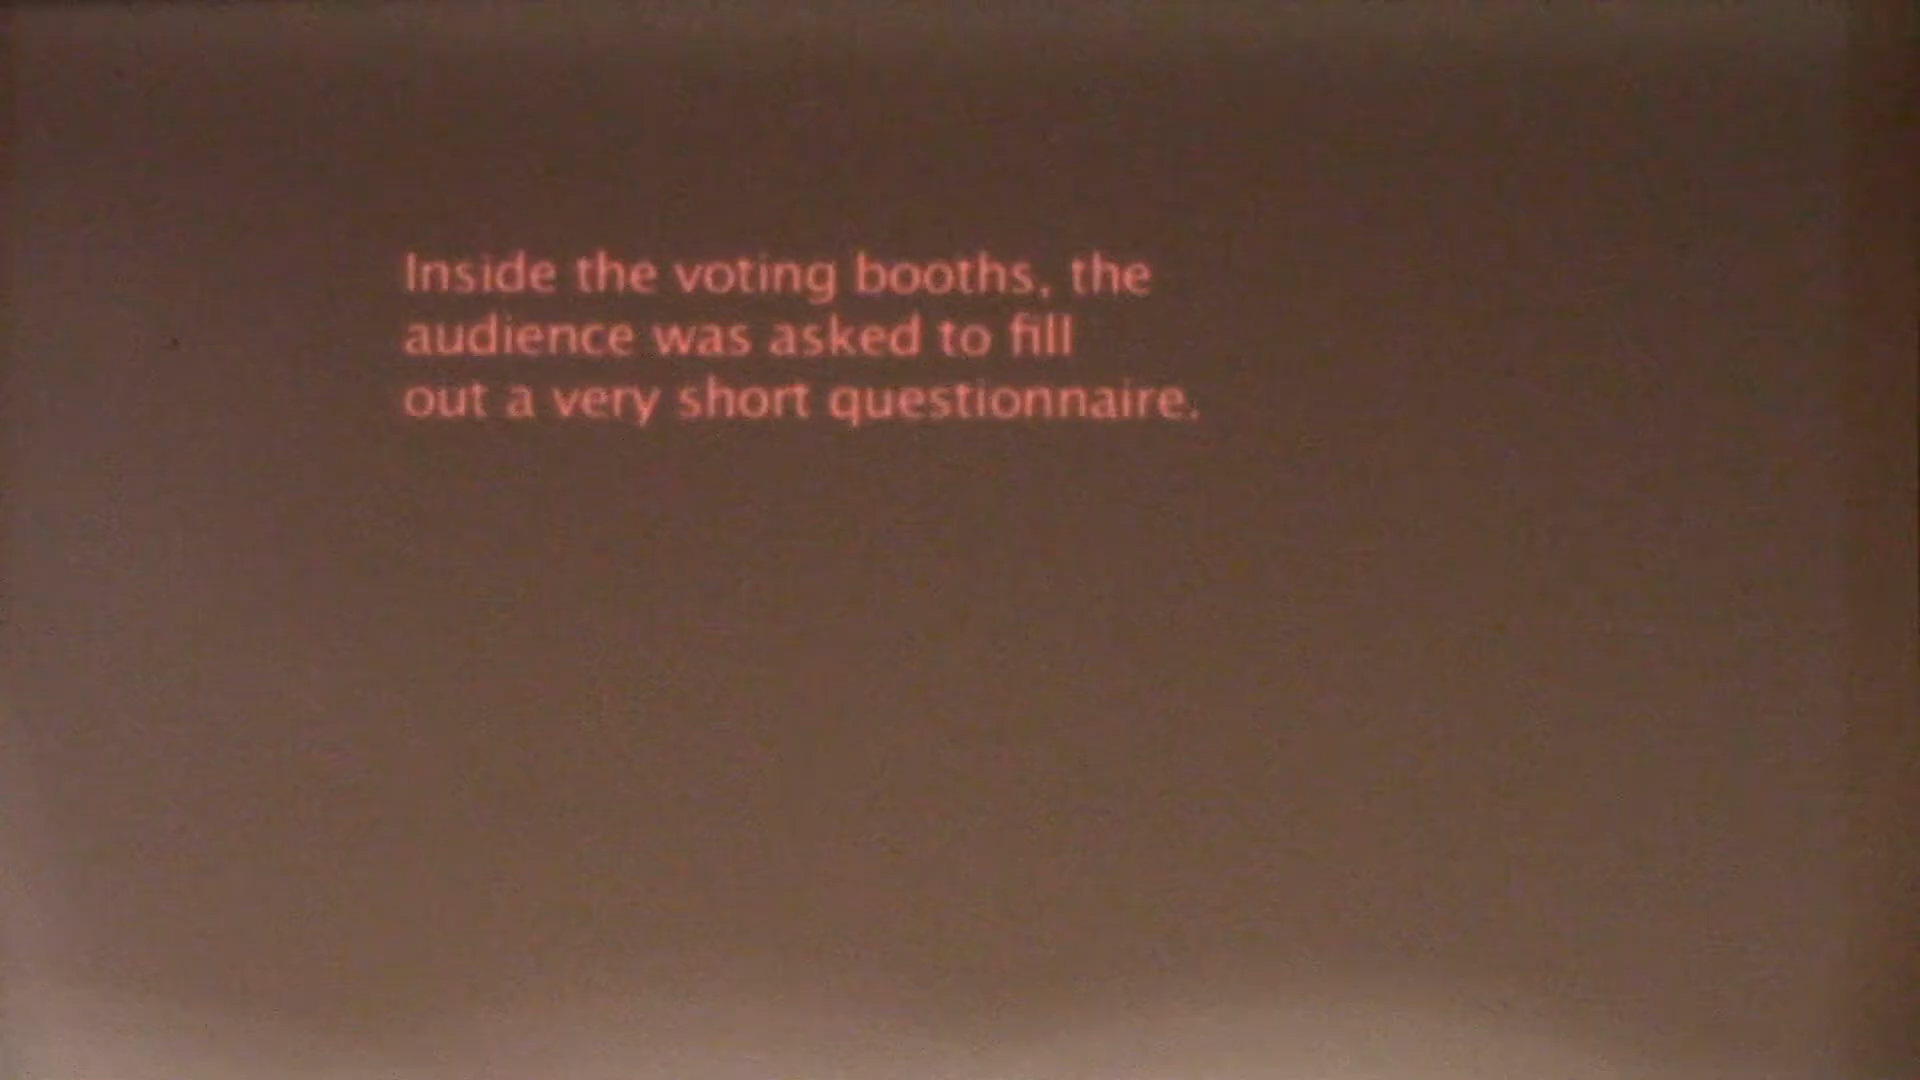 Inside the voting booths, the
audience was asked to fill
out a very short questionnaire.